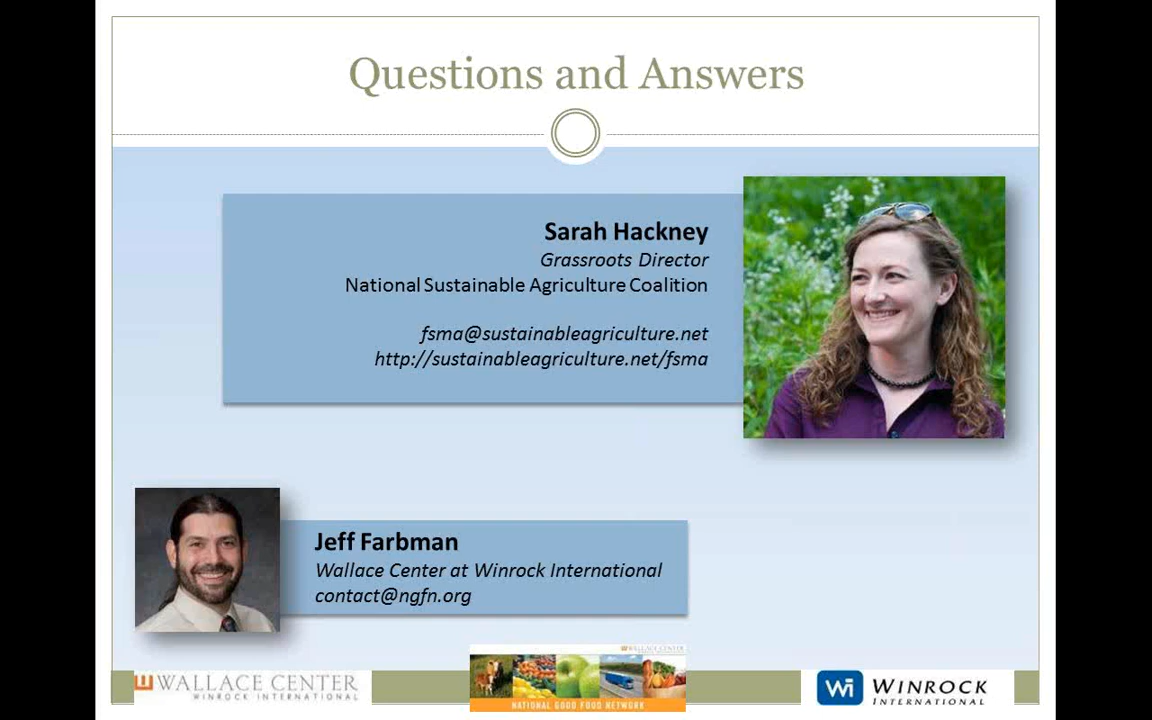 Questions and Answers
Sarah Hackney
Grassroots Director
National Sustainable Agriculture Coalition
fsma@sustainableagriculture.net
http://sustainableagriculture.net/fsma
Jeff Farbman
Wallace Center at Winrock International
contact@ngfn.org
WALLACE CENTER
WINROCK INTERNATIONAL
WALLACE CENTER
NATIONAL GOOD FOOD NETWORK
WI WINROCK
INTERNATIONAL